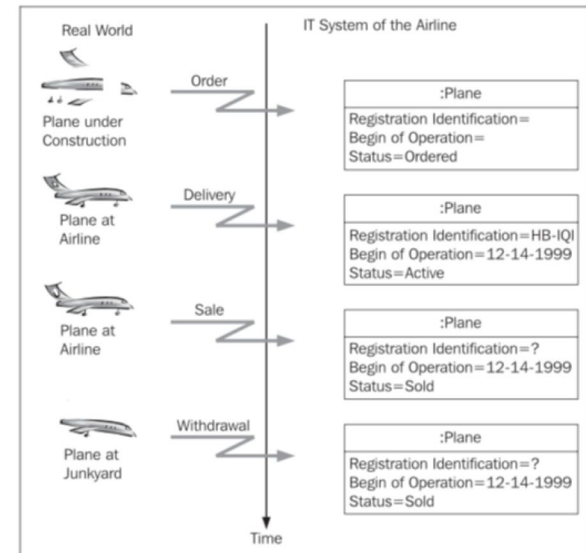 Real World
IT System of the Airline
Order
Plane under
Construction
:Plane
Registration Identification=
Begin of Operation=
Status=Ordered
Delivery
Plane at
Airline
:Plane
Registration Identification=HB-IQI
Begin of Operation=12-14-1999
Status=Active
Sale
Plane at
Airline
:Plane
Registration Identification=?
Begin of Operation=12-14-1999
Status=Sold
Withdrawal
Plane at
Junkyard
:Plane
Registration Identification=?
Begin of Operation=12-14-1999
Status=Sold
Time